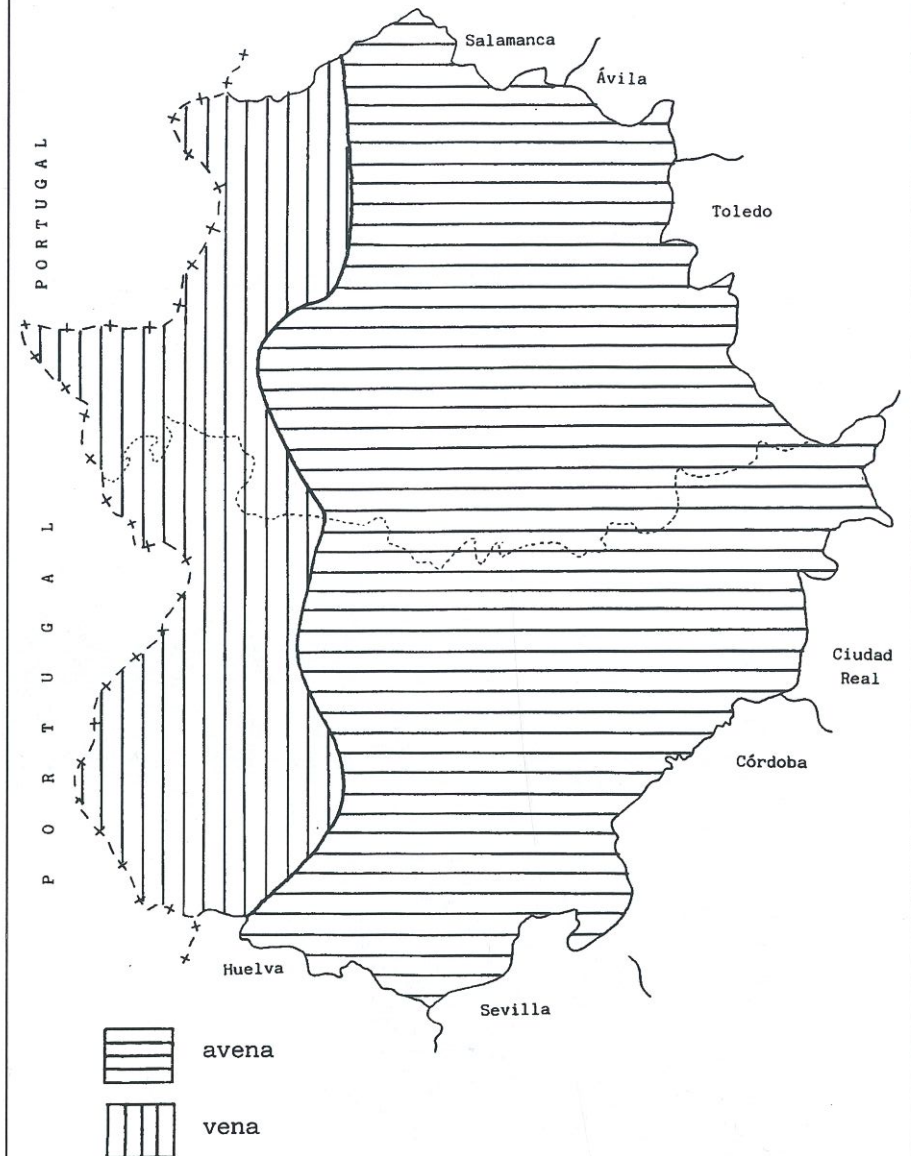 Salamanca
Ávila
PORTUGAL
Toledo
PORTUGAL
Ciudad
Real
Córdoba
Huelva
Sevilla
avena
vena